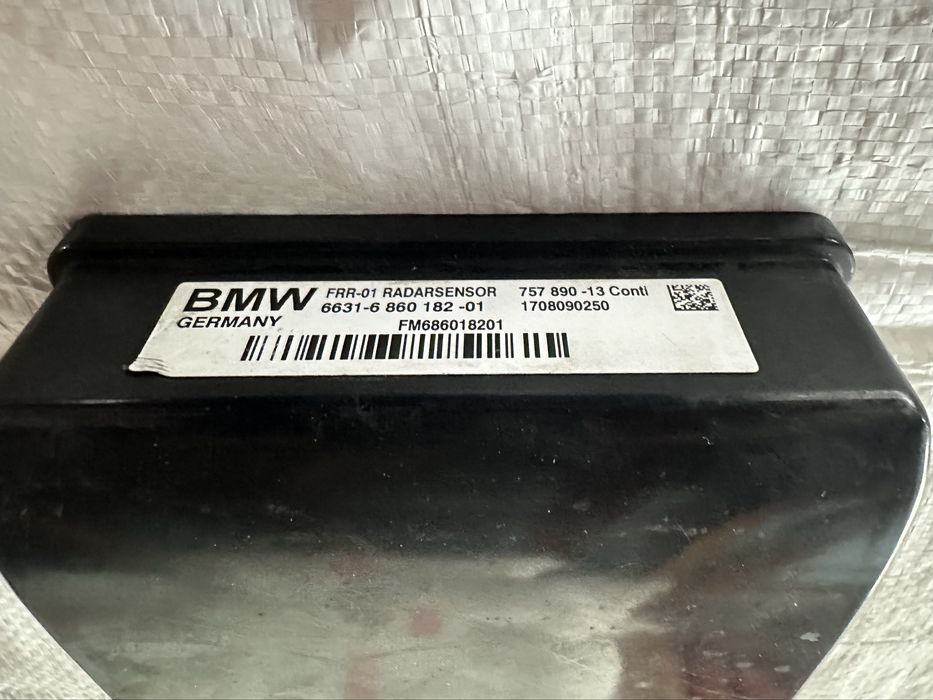 BMW FRR-01 RADARSENSOR 757 890 -13 Conti
6631-6 860 182 -01 1708090250
GERMANY FM686018201